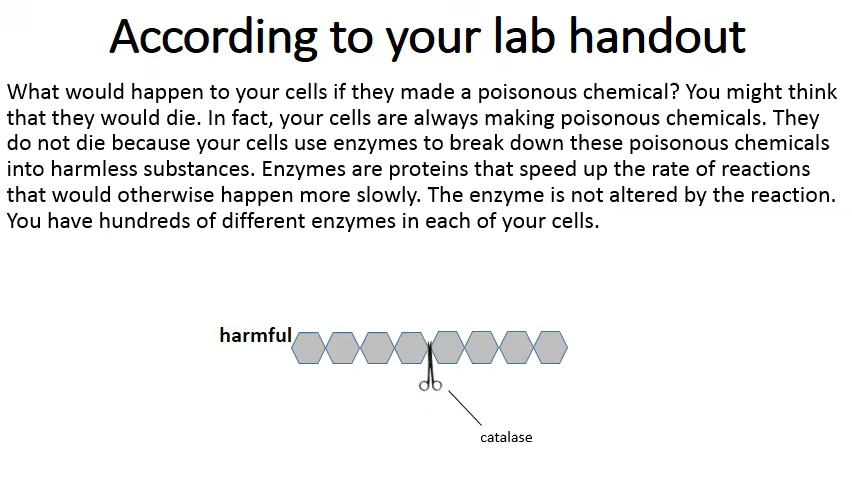 According to your lab handout
What would happen to your cells if they made a poisonous chemical? You might think
that they would die. In fact, your cells are always making poisonous chemicals. They
do not die because your cells use enzymes to break down these poisonous chemicals
into harmless substances. Enzymes are proteins that speed up the rate of reactions
that would otherwise happen more slowly. The enzyme is not altered by the reaction.
You have hundreds of different enzymes in each of your cells.
harmful
catalase